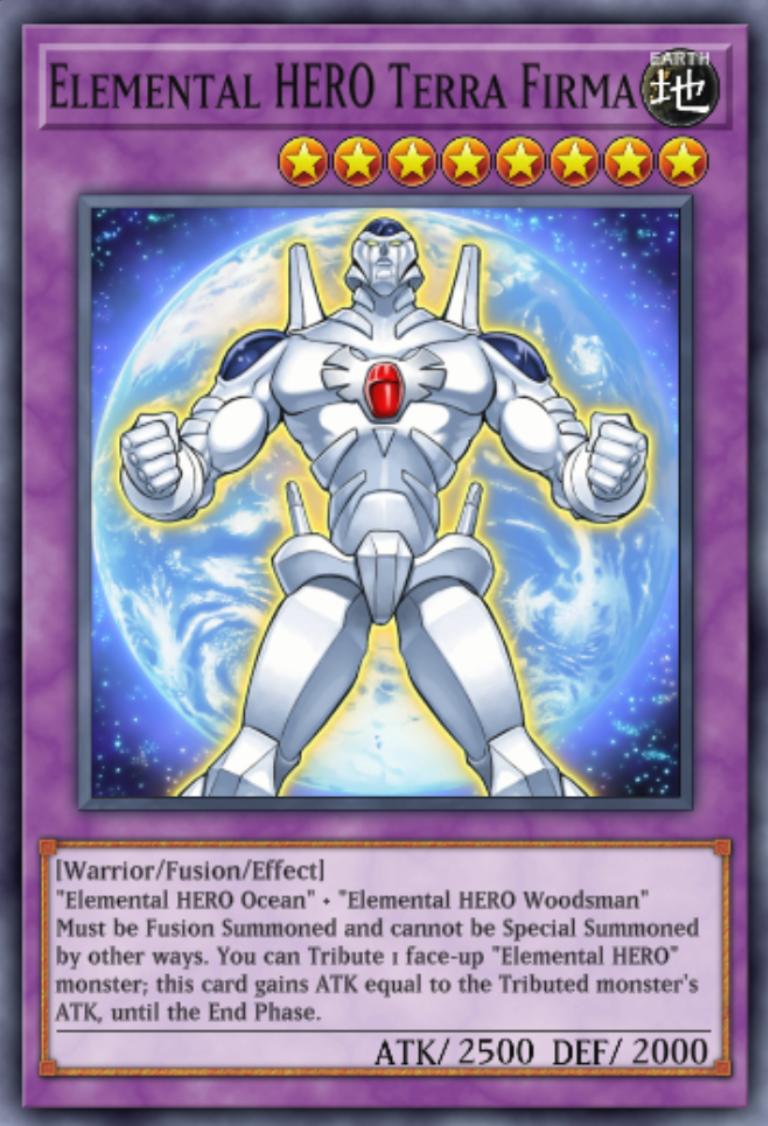 Elemental HERO Terra Firma
EARTH
地
[Warrior/Fusion/Effect]
"Elemental HERO Ocean" + "Elemental HERO Woodsman"
Must be Fusion Summoned and cannot be Special Summoned
by other ways. You can Tribute 1 face-up "Elemental HERO"
monster; this card gains ATK equal to the Tributed monster's
ATK, until the End Phase.
ATK/ 2500 DEF/ 2000